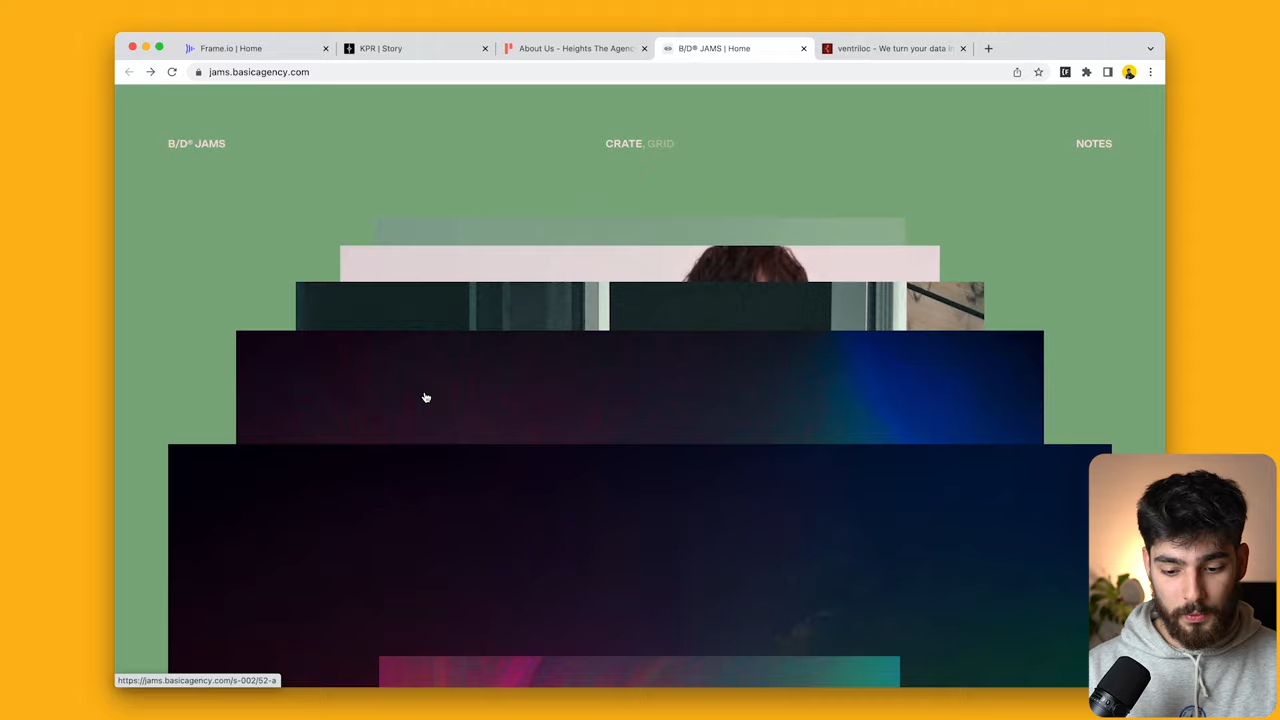 Frame.io | Home
KPR | Story
About Us - Heights The Agenc
B/D® JAMS | Home
ventriloc - We turn your data in
jams.basicagency.com
B/D® JAMS
CRATE, GRID
NOTES
https://jams.basicagency.com/s-002/52-a